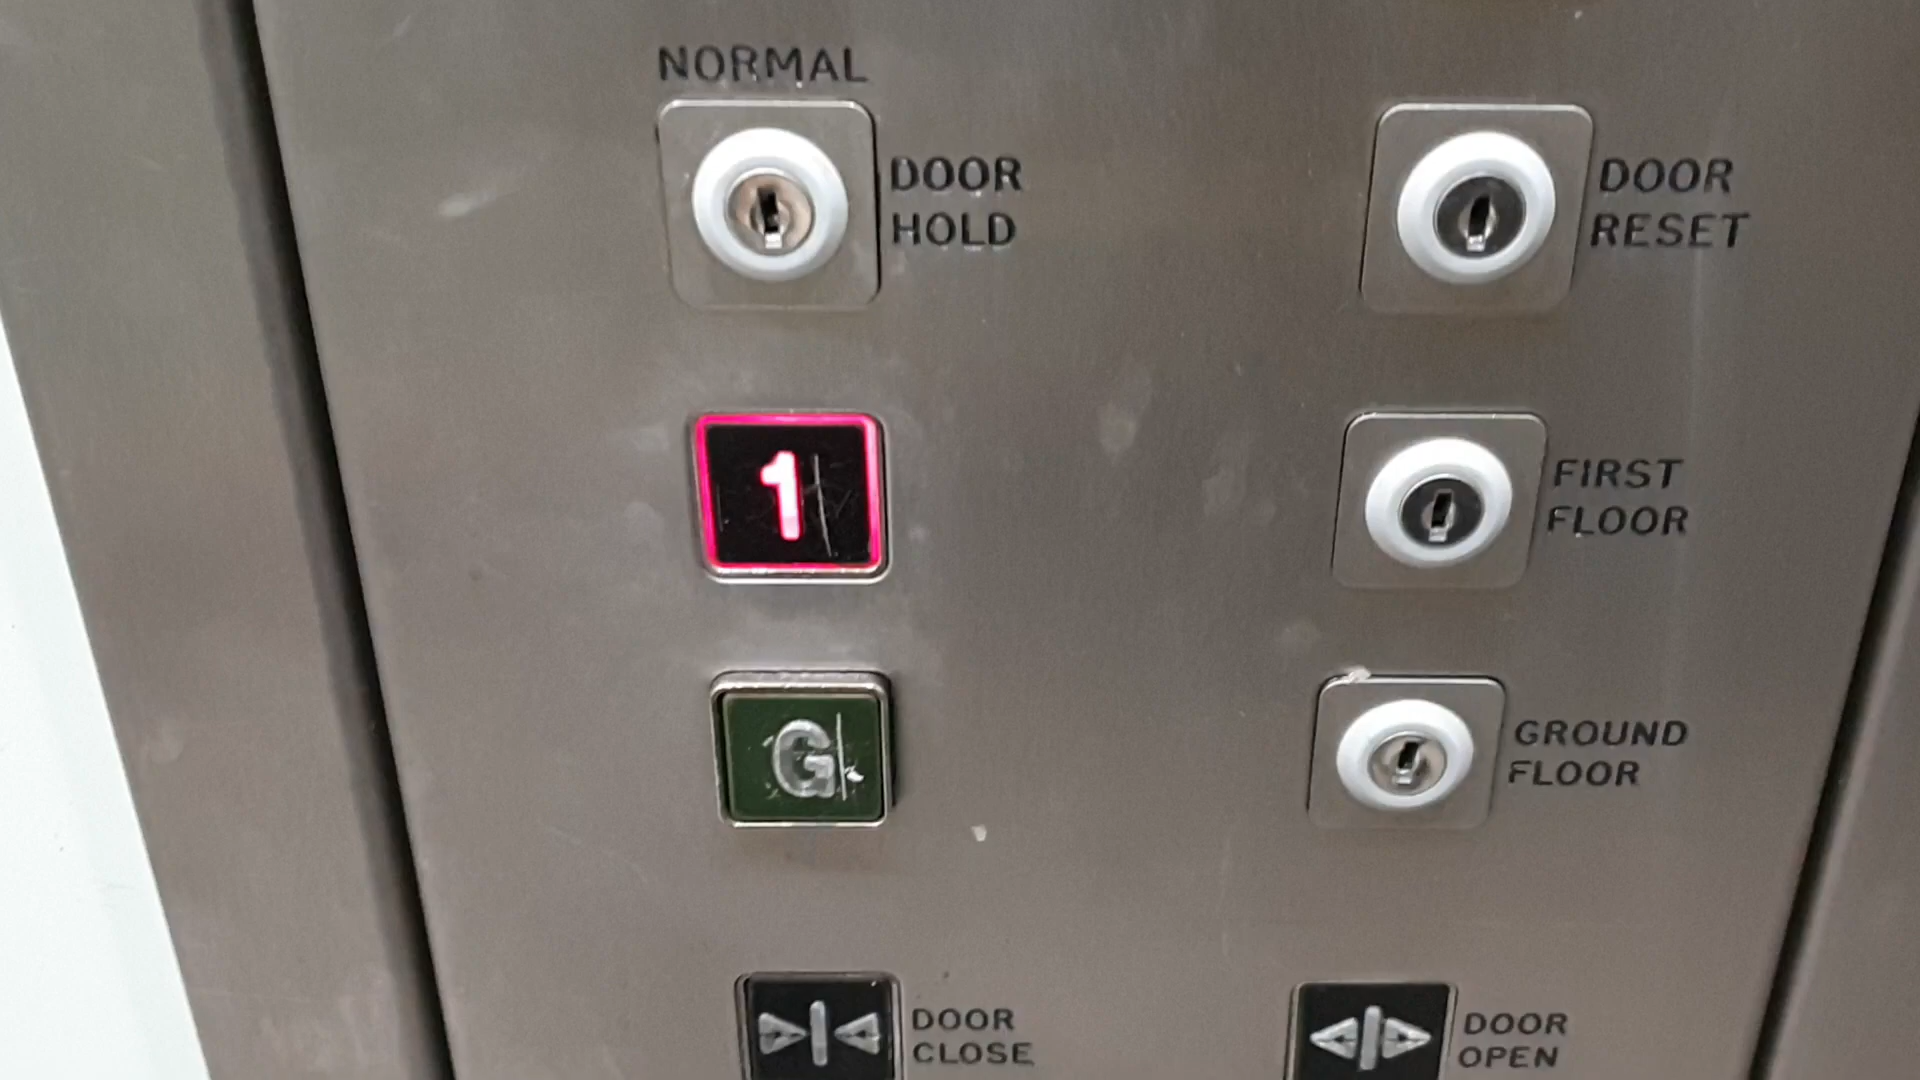 NORMAL
DOOR
HOLD
DOOR
RESET
1
FIRST
FLOOR
G
GROUND
FLOOR
DOOR
CLOSE
DOOR
OPEN